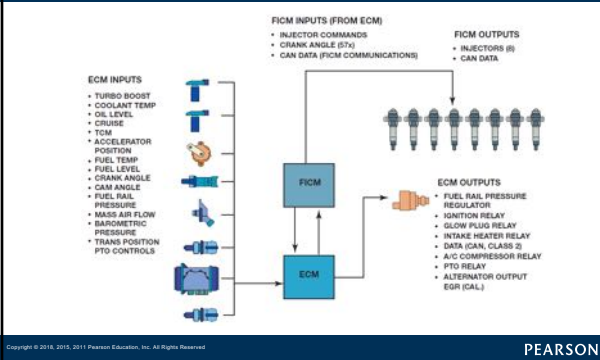 FICM INPUTS (FROM ECM)
• INJECTOR COMMANDS
• CRANK ANGLE (57x)
• CAN DATA (FICM COMMUNICATIONS)
FICM OUTPUTS
• INJECTORS (8)
• CAN DATA
ECM INPUTS
• TURBO BOOST
• COOLANT TEMP
• OIL LEVEL
• CRUISE
• TCM
• ACCELERATOR
POSITION
• FUEL TEMP
• FUEL LEVEL
• CRANK ANGLE
• CAM ANGLE
• FUEL RAIL
PRESSURE
• MASS AIR FLOW
• BAROMETRIC
PRESSURE
• TRANS POSITION
PTO CONTROLS
FICM
ECM
ECM OUTPUTS
• FUEL RAIL PRESSURE
REGULATOR
• IGNITION RELAY
• GLOW PLUG RELAY
• INTAKE HEATER RELAY
• DATA (CAN, CLASS 2)
• A/C COMPRESSOR RELAY
• PTO RELAY
• ALTERNATOR OUTPUT
EGR (CAL.)
Copyright © 2018, 2015, 2011 Pearson Education, Inc. All Rights Reserved
PEARSON